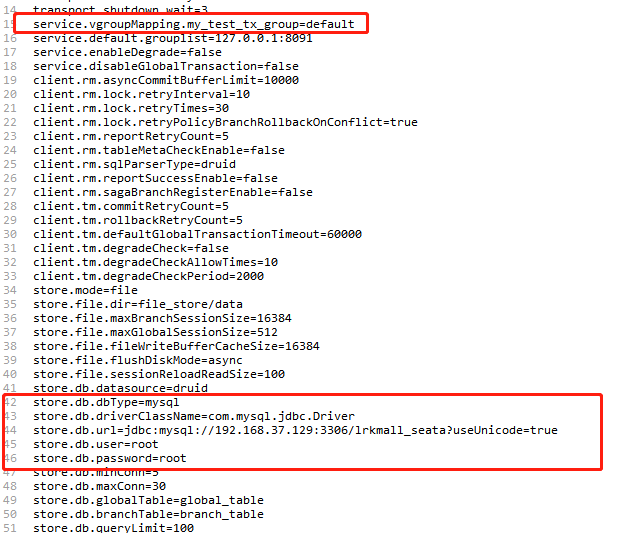 14 transport.shutdown.wait=3
15 service.vgroupMapping.my_test_tx_group=default
16 service.default.grouplist=127.0.0.1:8091
17 service.enableDegrade=false
18 service.disableGlobalTransaction=false
19 client.rm.asyncCommitBufferLimit=10000
20 client.rm.lock.retryInterval=10
21 client.rm.lock.retryTimes=30
22 client.rm.lock.retryPolicyBranchRollbackOnConflict=true
23 client.rm.reportRetryCount=5
24 client.rm.tableMetaCheckEnable=false
25 client.rm.sqlParserType=druid
26 client.rm.reportSuccessEnable=false
27 client.rm.sagaBranchRegisterEnable=false
28 client.tm.commitRetryCount=5
29 client.tm.rollbackRetryCount=5
30 client.tm.defaultGlobalTransactionTimeout=60000
31 client.tm.degradeCheck=false
32 client.tm.degradeCheckAllowTimes=10
33 client.tm.degradeCheckPeriod=2000
34 store.mode=file
35 store.file.dir=file_store/data
36 store.file.maxBranchSessionSize=16384
37 store.file.maxGlobalSessionSize=512
38 store.file.fileWriteBufferCacheSize=16384
39 store.file.flushDiskMode=async
40 store.file.sessionReloadReadSize=100
41 store.db.datasource=druid
42 store.db.dbType=mysql
43 store.db.driverClassName=com.mysql.jdbc.Driver
44 store.db.url=jdbc:mysql://192.168.37.129:3306/lrkmall_seata?useUnicode=true
45 store.db.user=root
46 store.db.password=root
47 store.db.minConn=5
48 store.db.maxConn=30
49 store.db.globalTable=global_table
50 store.db.branchTable=branch_table
51 store.db.queryLimit=100